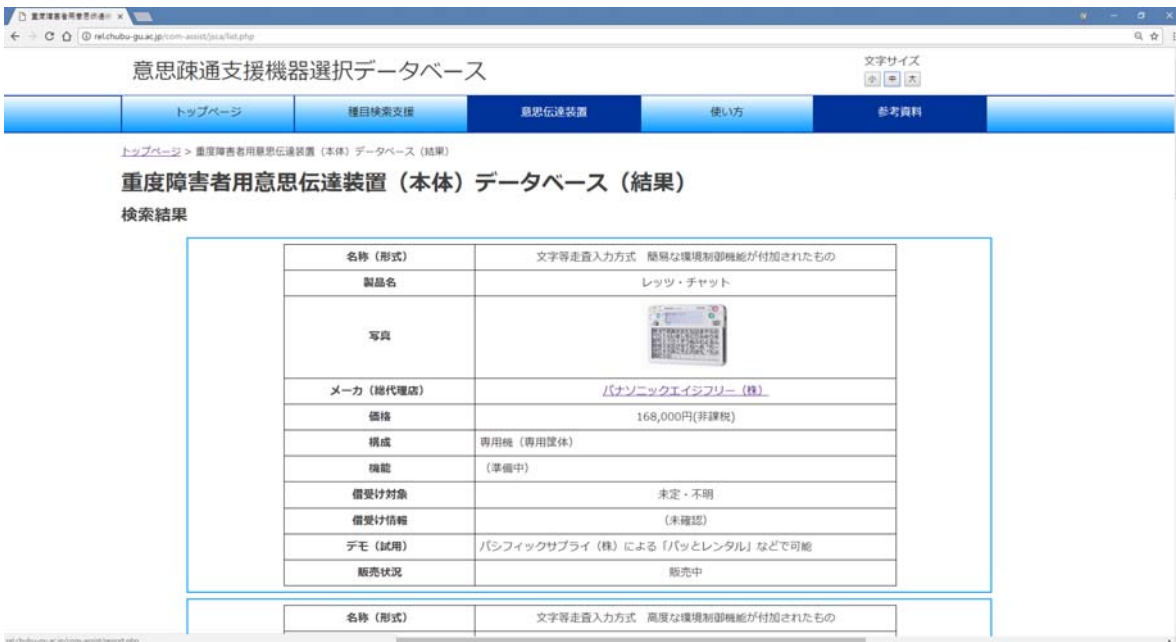 rel.chubu-gu.ac.jp/com-assist/jsca/list.php
意思疎通支援機器選択データベース
文字サイズ
小 中 大
トップページ 種目検索支援 意思伝達装置 使い方 参考資料
トップページ > 重度障害者用意思伝達装置(本体)データベース(結果)
重度障害者用意思伝達装置(本体)データベース(結果)
検索結果
名称(形式) 文字等走査入力方式 簡易な環境制御機能が付加されたもの
製品名 レッツ・チャット
写真
メーカ(総代理店) パナソニックエイジフリー(株)
価格 168,000円(非課税)
構成 専用機(専用筐体)
機能 (準備中)
借受け対象 未定・不明
借受け情報 (未確認)
デモ(試用) パシフィックサプライ(株)による「パッとレンタル」などで可能
販売状況 販売中
名称(形式) 文字等走査入力方式 高度な環境制御機能が付加されたもの